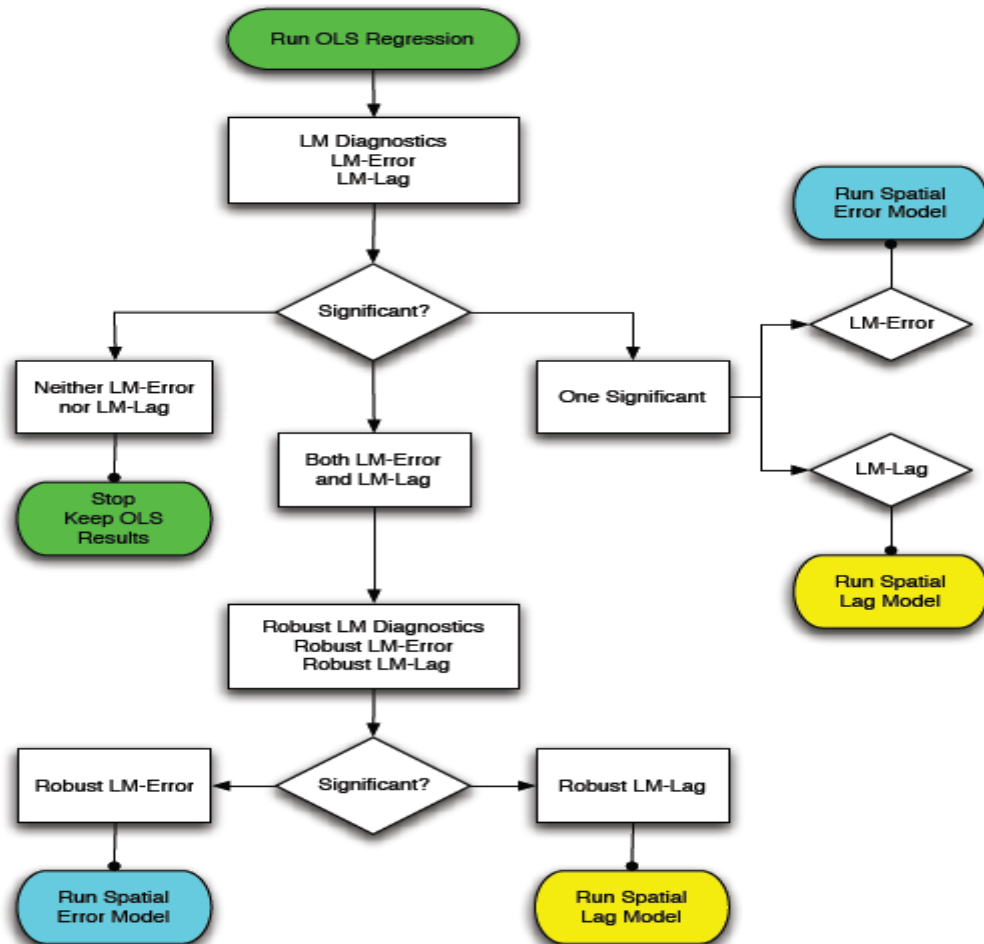 Run OLS Regression
LM Diagnostics
LM-Error
LM-Lag
Run Spatial
Error Model
Significant?
LM-Error
Neither LM-Error
nor LM-Lag
One Significant
Both LM-Error
and LM-Lag
LM-Lag
Stop
Keep OLS
Results
Run Spatial
Lag Model
Robust LM Diagnostics
Robust LM-Error
Robust LM-Lag
Robust LM-Error
Significant?
Robust LM-Lag
Run Spatial
Error Model
Run Spatial
Lag Model